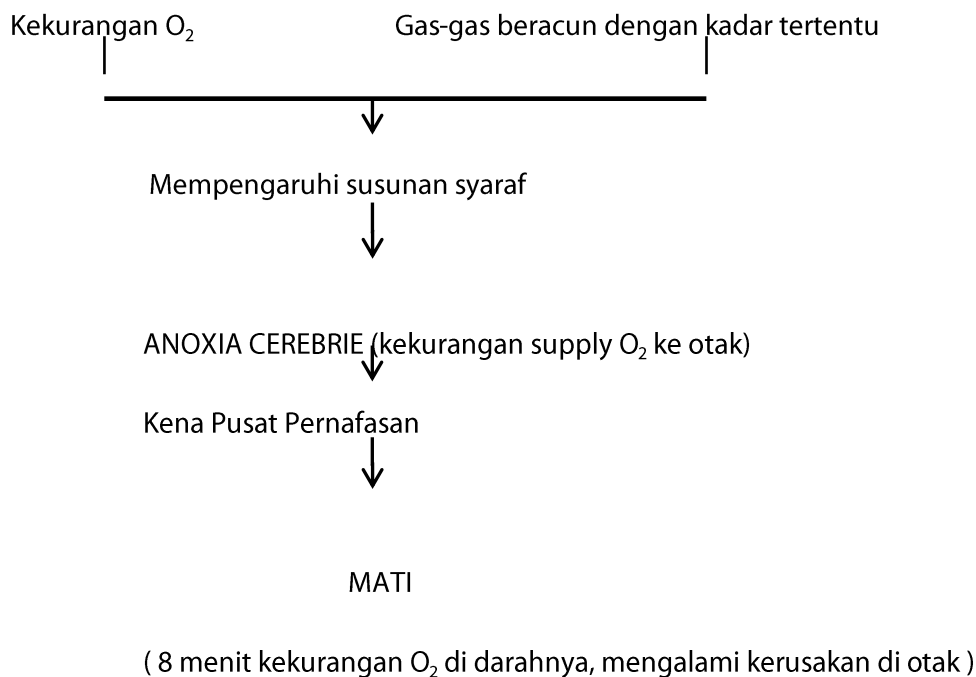 Kekurangan O₂ Gas-gas beracun dengan kadar tertentu
Mempengaruhi susunan syaraf
ANOXIA CEREBRIE (kekurangan supply O₂ ke otak)
Kena Pusat Pernafasan
MATI
( 8 menit kekurangan O₂ di darahnya, mengalami kerusakan di otak )